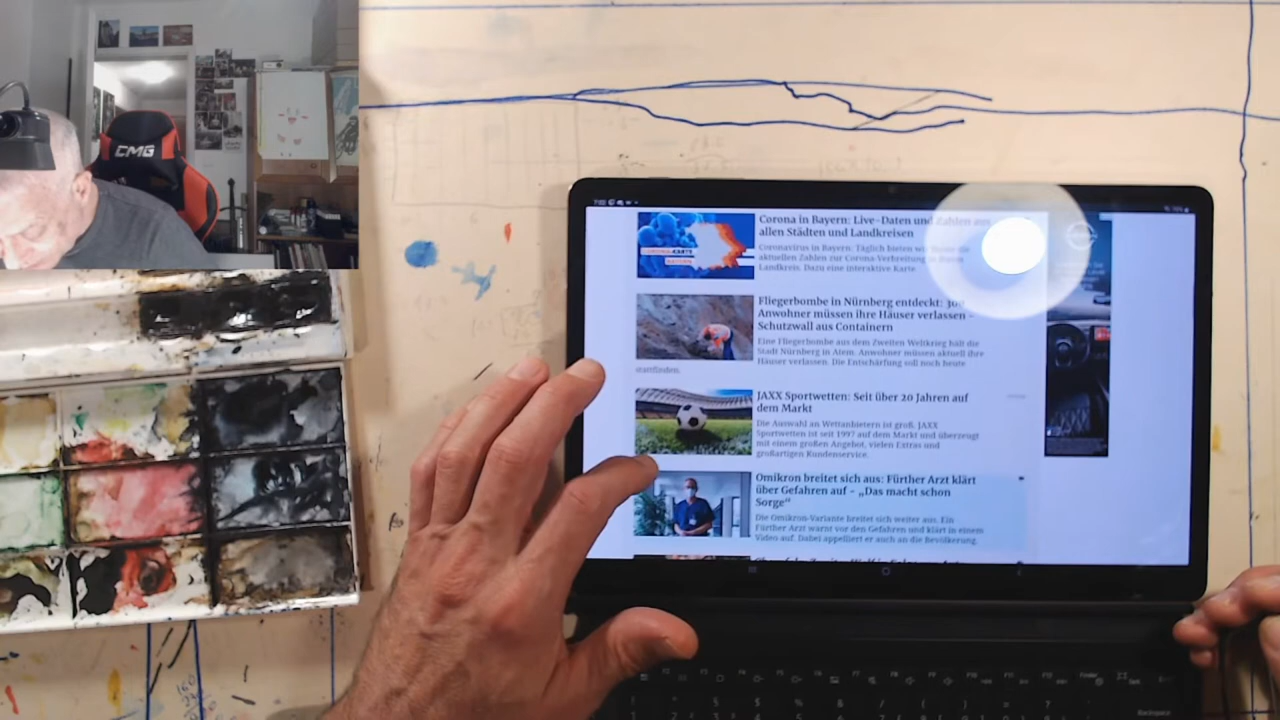 CMG
7:03
Corona in Bayern: Live-Daten und Zahlen aus
allen Städten und Landkreisen
Coronavirus in Bayern: Täglich bieten wir
aktuellen Zahlen zur Corona-Verbreitung in
Landkreis. Dazu eine interaktive Karte.
CORONA-KARTE
BAYERN
Fliegerbombe in Nürnberg entdeckt: 300
Anwohner müssen ihre Häuser verlassen -
Schutzwall aus Containern
Eine Fliegerbombe aus dem Zweiten Weltkrieg hält die
Stadt Nürnberg in Atem. Anwohner müssen aktuell ihre
Häuser verlassen. Die Entschärfung soll noch heute
stattfinden.
JAXX Sportwetten: Seit über 20 Jahren auf
dem Markt
Die Auswahl an Wettanbietern ist groß. JAXX
Sportwetten ist seit 1997 auf dem Markt und überzeugt
mit einem großen Angebot, vielen Extras und
großartigen Kundenservice.
Omikron breitet sich aus: Fürther Arzt klärt
über Gefahren auf - „Das macht schon
Sorge"
Die Omikron-Variante breitet sich weiter aus. Ein
Fürther Arzt warnt vor den Gefahren und klärt in einem
Video auf. Dabei appelliert er auch an die Bevölkerung.
Backspace